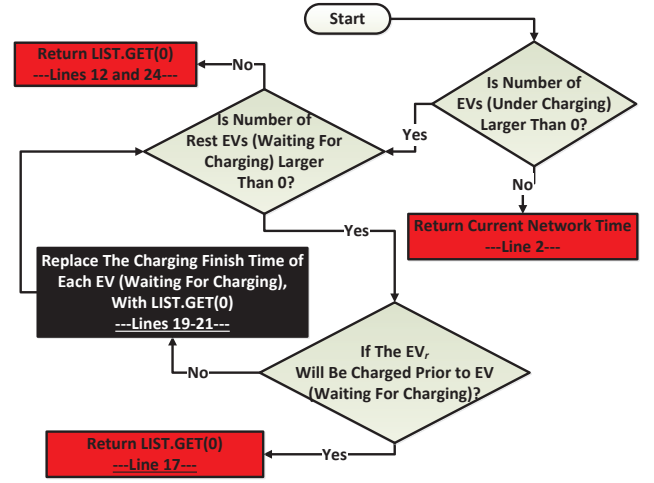 Start
Is Number of
EVs (Under Charging)
Larger Than 0?
No
Return Current Network Time
---Line 2---
Yes
Is Number of
Rest EVs (Waiting For
Charging) Larger
Than 0?
No
Return LIST.GET(0)
---Lines 12 and 24---
Yes
If The EVr
Will Be Charged Prior to EV
(Waiting For Charging)?
No
Replace The Charging Finish Time of
Each EV (Waiting For Charging),
With LIST.GET(0)
---Lines 19-21---
Yes
Return LIST.GET(0)
---Line 17---